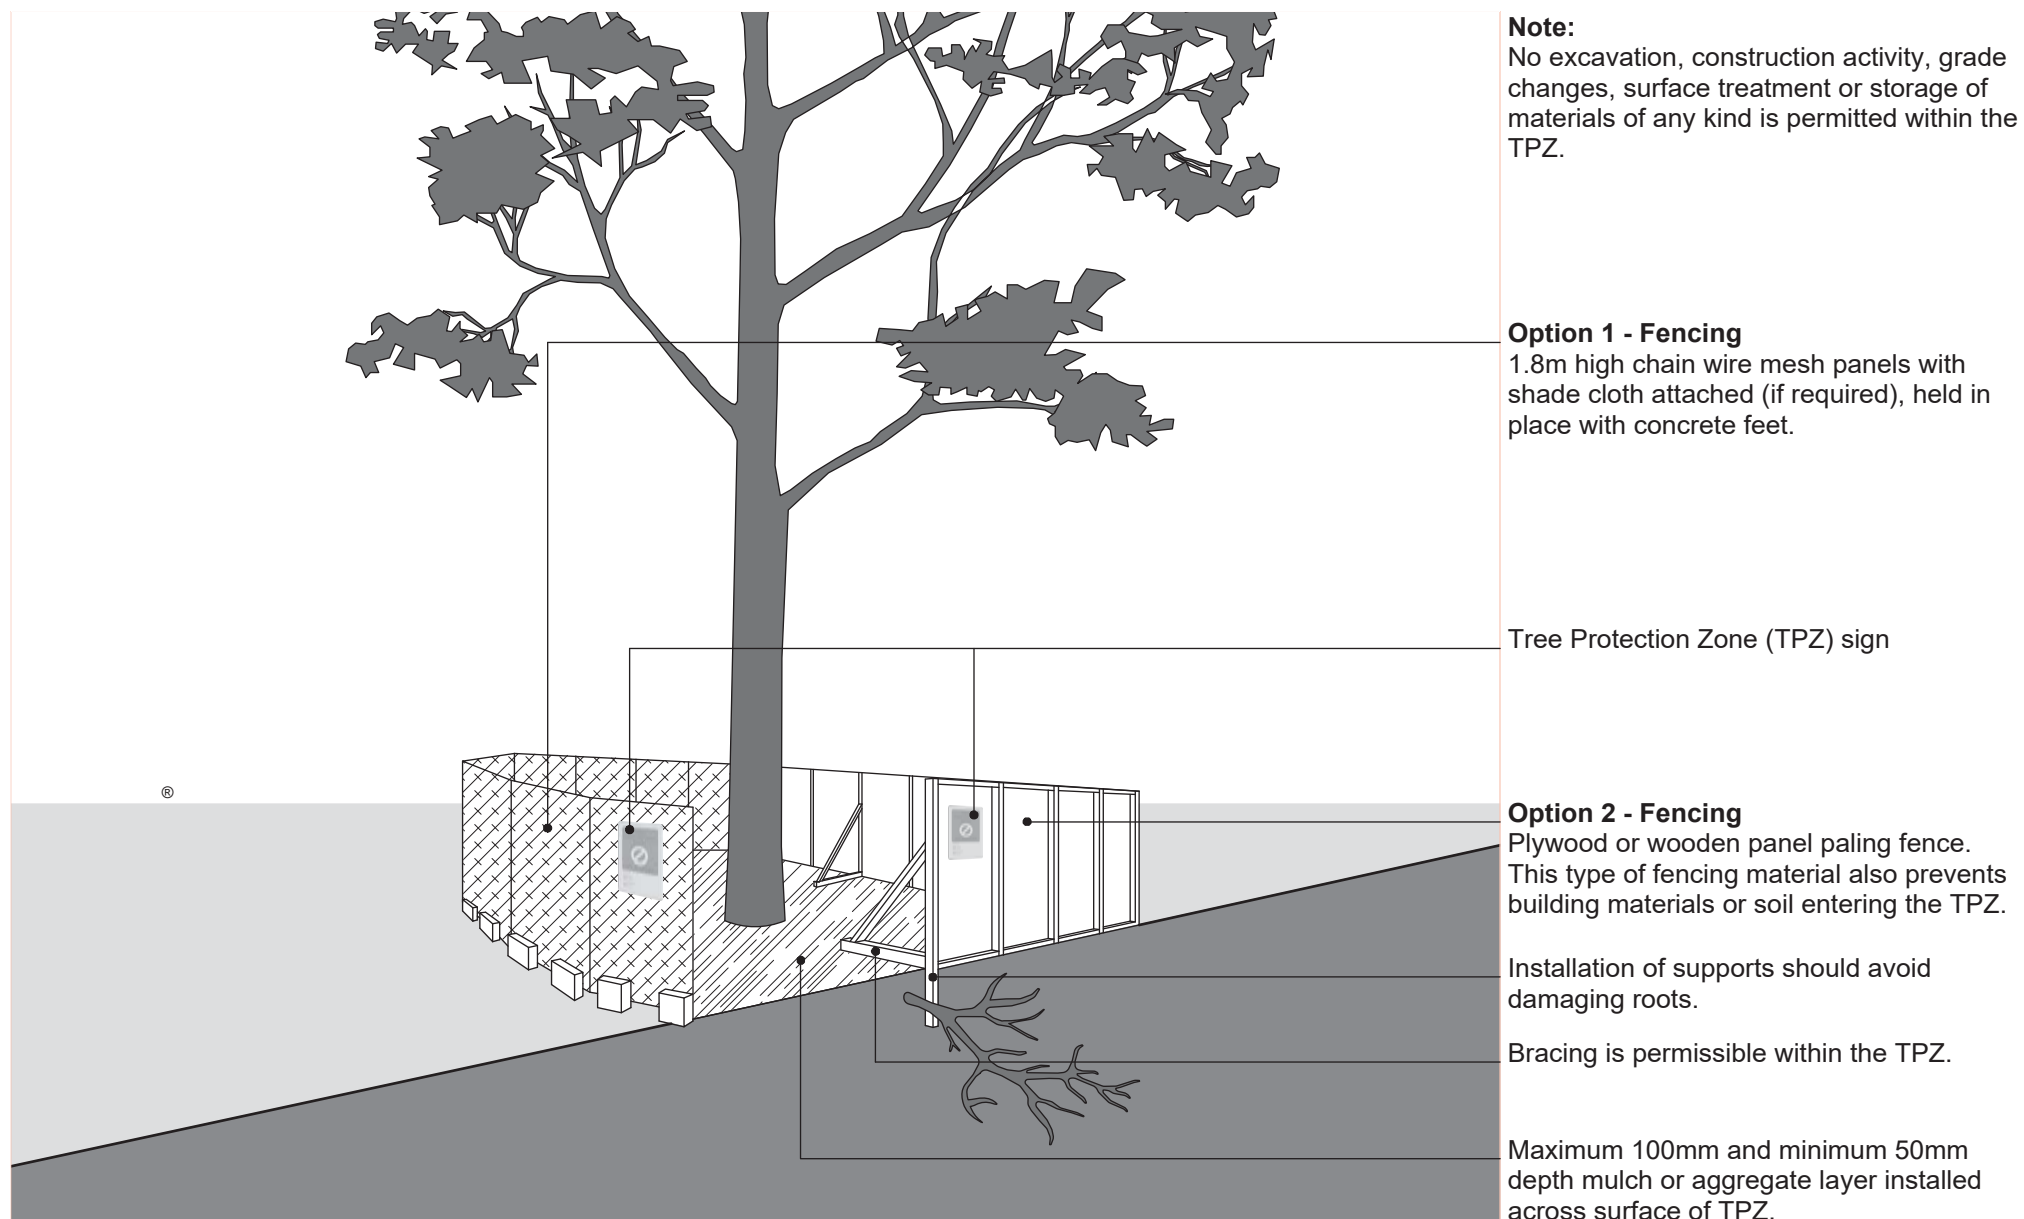 Note:
No excavation, construction activity, grade
changes, surface treatment or storage of
materials of any kind is permitted within the
TPZ.
Option 1 - Fencing
1.8m high chain wire mesh panels with
shade cloth attached (if required), held in
place with concrete feet.
Tree Protection Zone (TPZ) sign
®
Option 2 - Fencing
Plywood or wooden panel paling fence.
This type of fencing material also prevents
building materials or soil entering the TPZ.
Installation of supports should avoid
damaging roots.
Bracing is permissible within the TPZ.
Maximum 100mm and minimum 50mm
depth mulch or aggregate layer installed
across surface of TPZ.